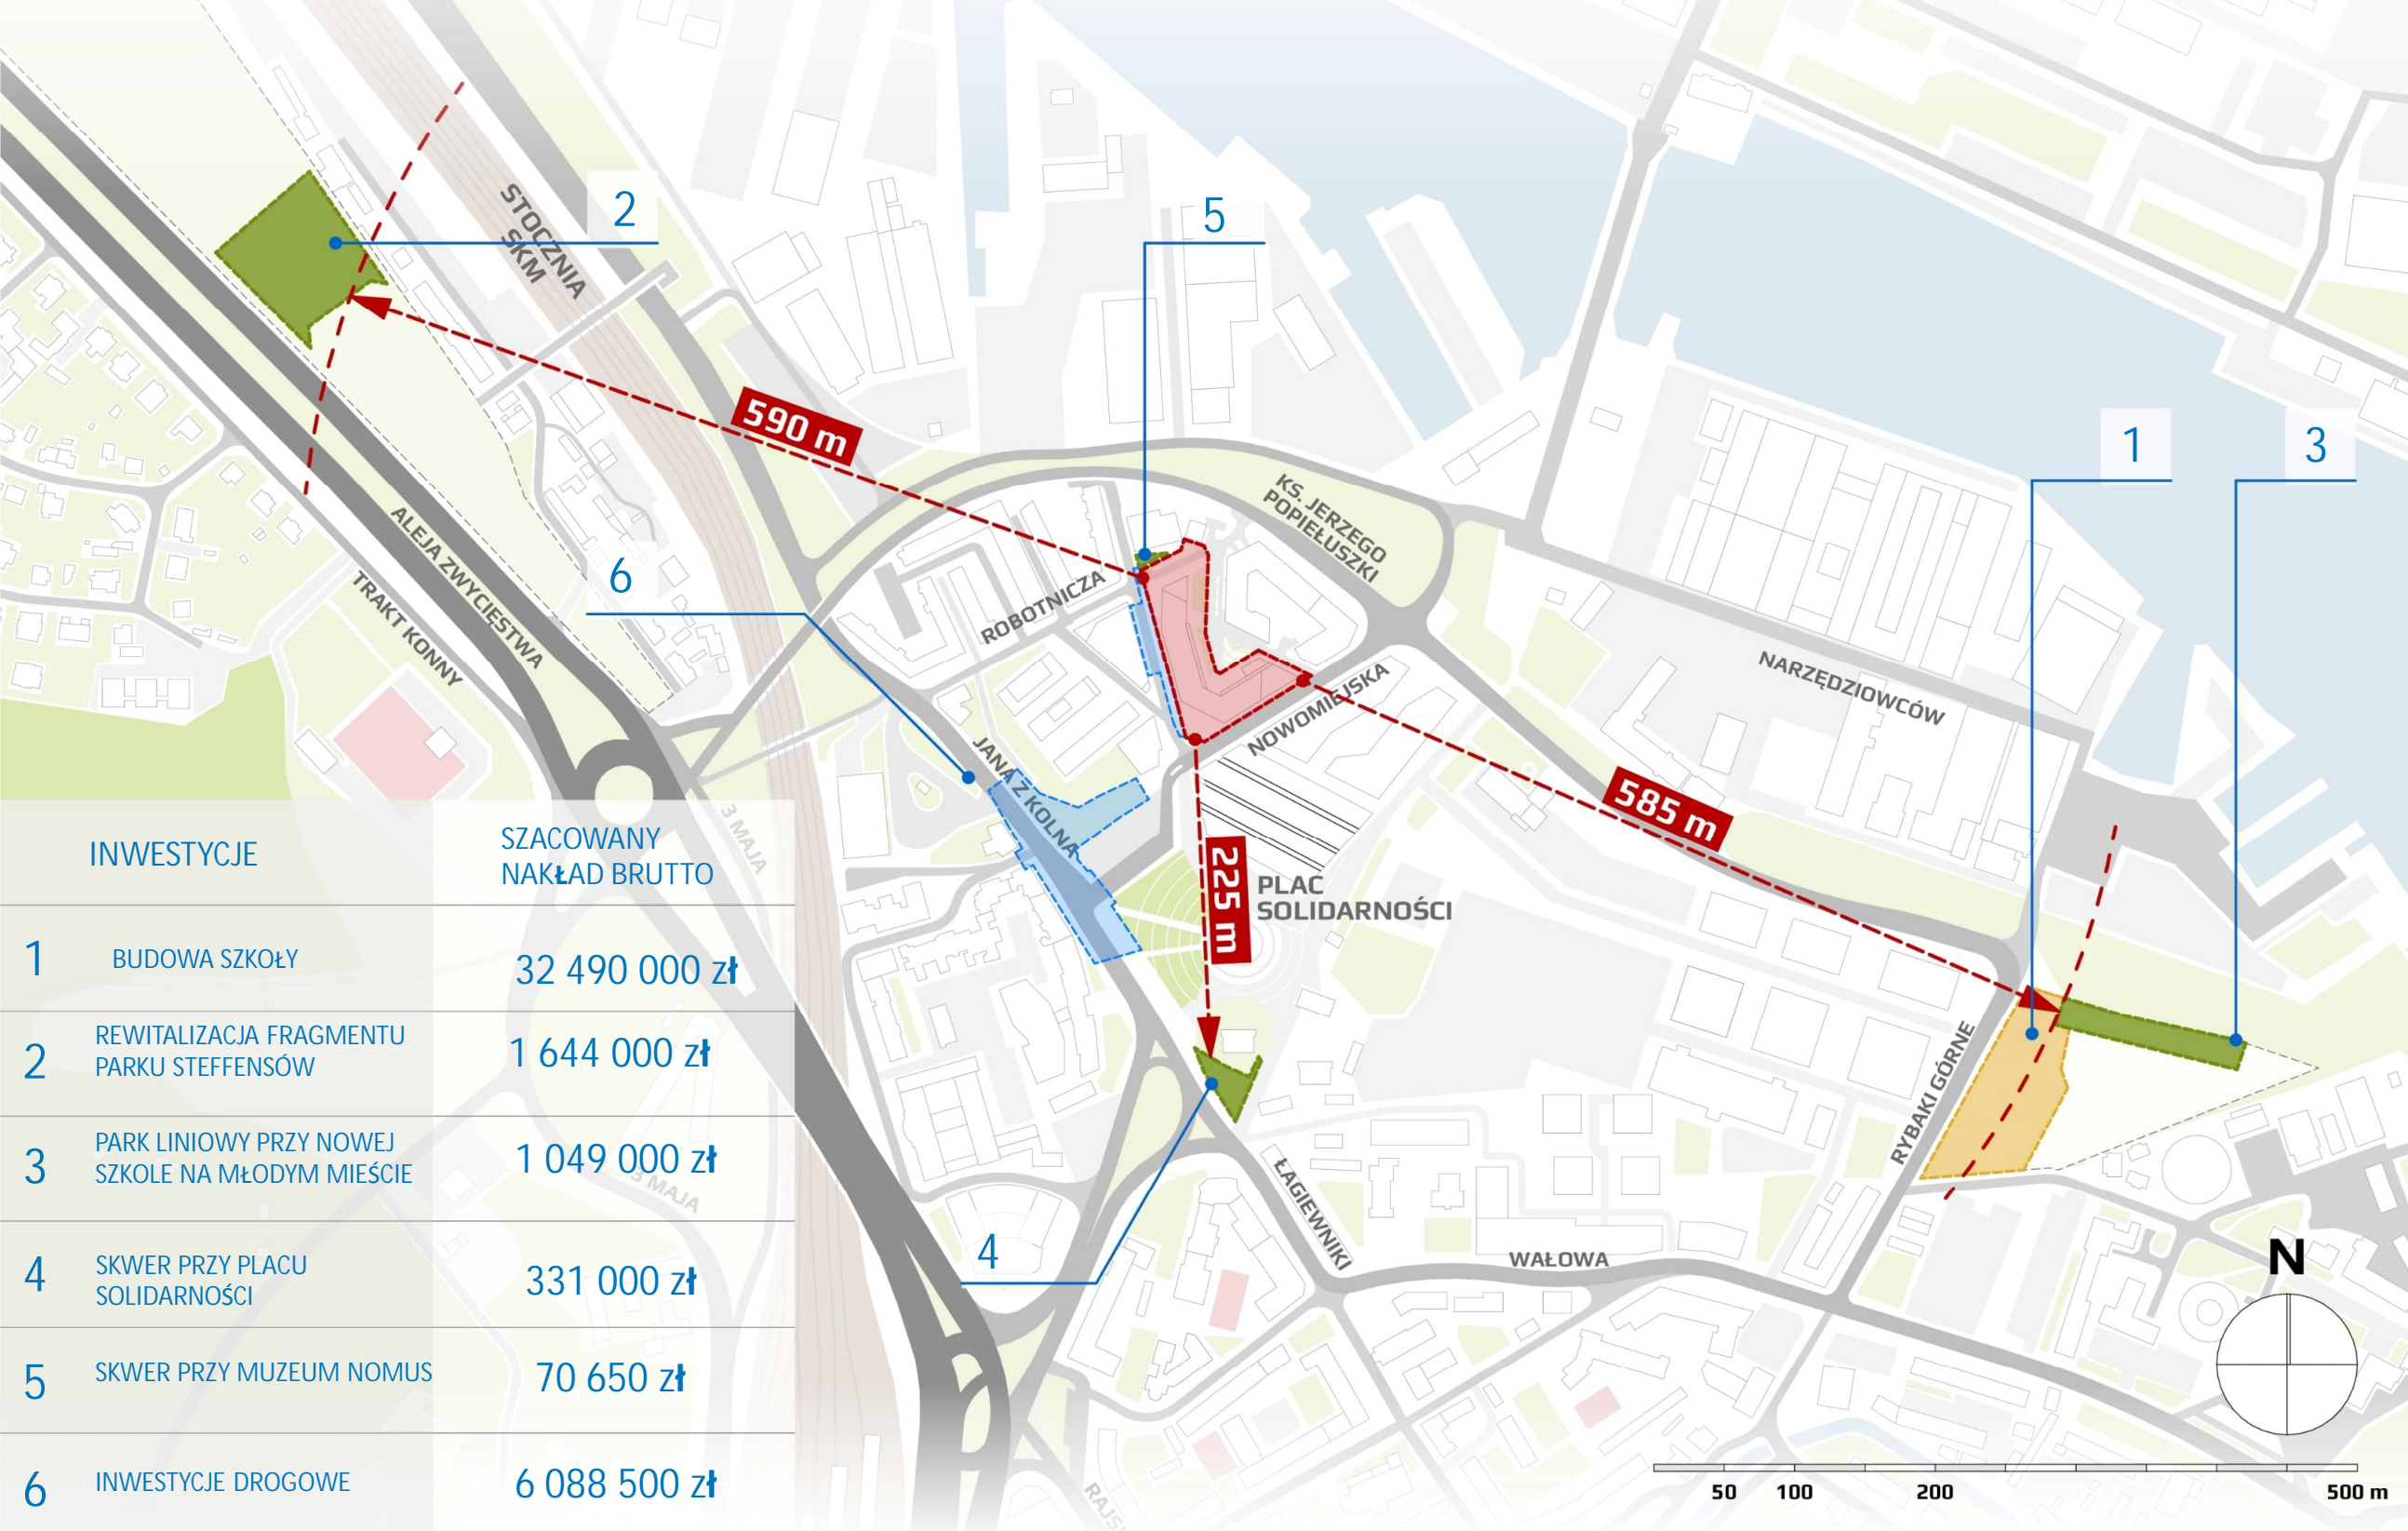 2
5
STOCZNIA
SKM
590 m
1
3
KS. JERZEGO
POPIEŁUSZKI
ALEJA ZWYCIĘSTWA
TRAKT KONNY
6
ROBOTNICZA
NARZĘDZIOWCÓW
NOWOMIEJSKA
JANA Z KOLNA
585 m
3 MAJA
225 m
PLAC
SOLIDARNOŚCI
RYBAKI GÓRNE
ŁAGIEWNIKI
WAŁOWA
4
3 MAJA
N
INWESTYCJE
SZACOWANY
NAKŁAD BRUTTO
1 BUDOWA SZKOŁY 32 490 000 zł
2 REWITALIZACJA FRAGMENTU
PARKU STEFFENSÓW 1 644 000 zł
3 PARK LINIOWY PRZY NOWEJ
SZKOLE NA MŁODYM MIEŚCIE 1 049 000 zł
4 SKWER PRZY PLACU
SOLIDARNOŚCI 331 000 zł
5 SKWER PRZY MUZEUM NOMUS 70 650 zł
6 INWESTYCJE DROGOWE 6 088 500 zł
50 100 200 500 m